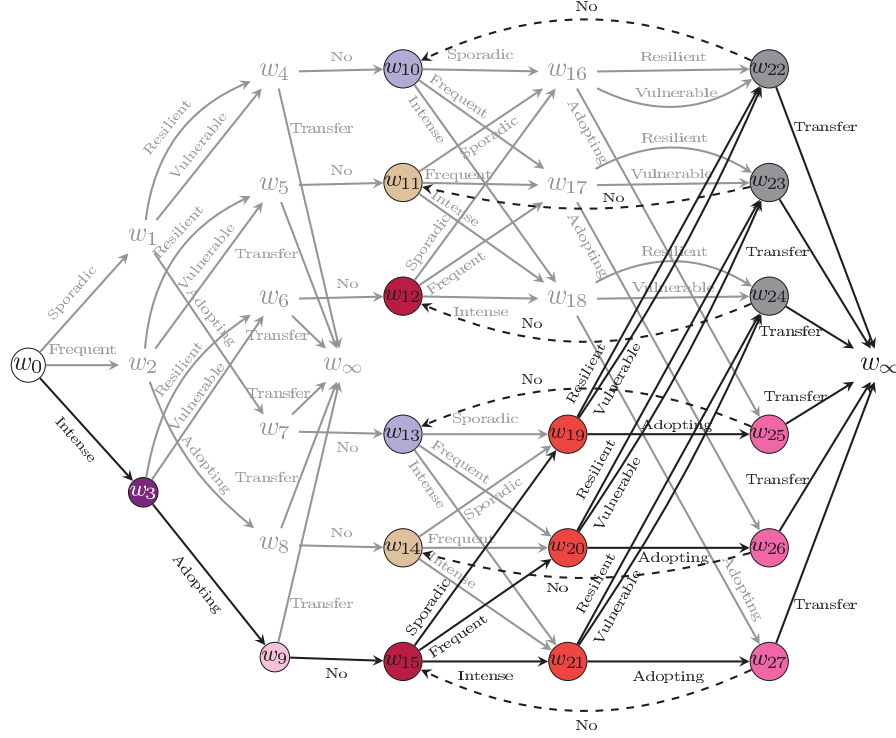 No
w4 No w10 Sporadic w16 Resilient w22
Vulnerable
Resilient
Vulnerable
Transfer
Frequent
Intense
Sporadic
Adopting
Transfer
w5 No w11 Frequent w17 Resilient w23
Vulnerable
No
Intense
w1
Resilient
Vulnerable
Transfer
Sporadic
Adopting
Resilient
Transfer
Sporadic
Adopting
w6 No w12 Frequent w18 Vulnerable w24
Intense
No
Transfer
Transfer
w0 Frequent w2 w∞ w∞
Resilient
Vulnerable
Resilient
Vulnerable
No
Transfer
Transfer
w7 No w13 Sporadic w19 Adopting w25
Intense
Adopting
Frequent
Intense
Sporadic
Resilient
Vulnerable
Transfer
Transfer
w3
w8 No w14 Frequent w20 Adopting w26
Intense
No
Adopting
Adopting
Resilient
Vulnerable
Transfer
Sporadic
Frequent
Transfer
w9 No w15 Intense w21 Adopting w27
No